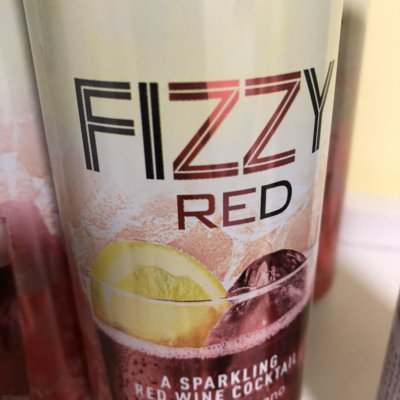 FIZZY
RED
A SPARKLING
RED WINE COCKTAIL